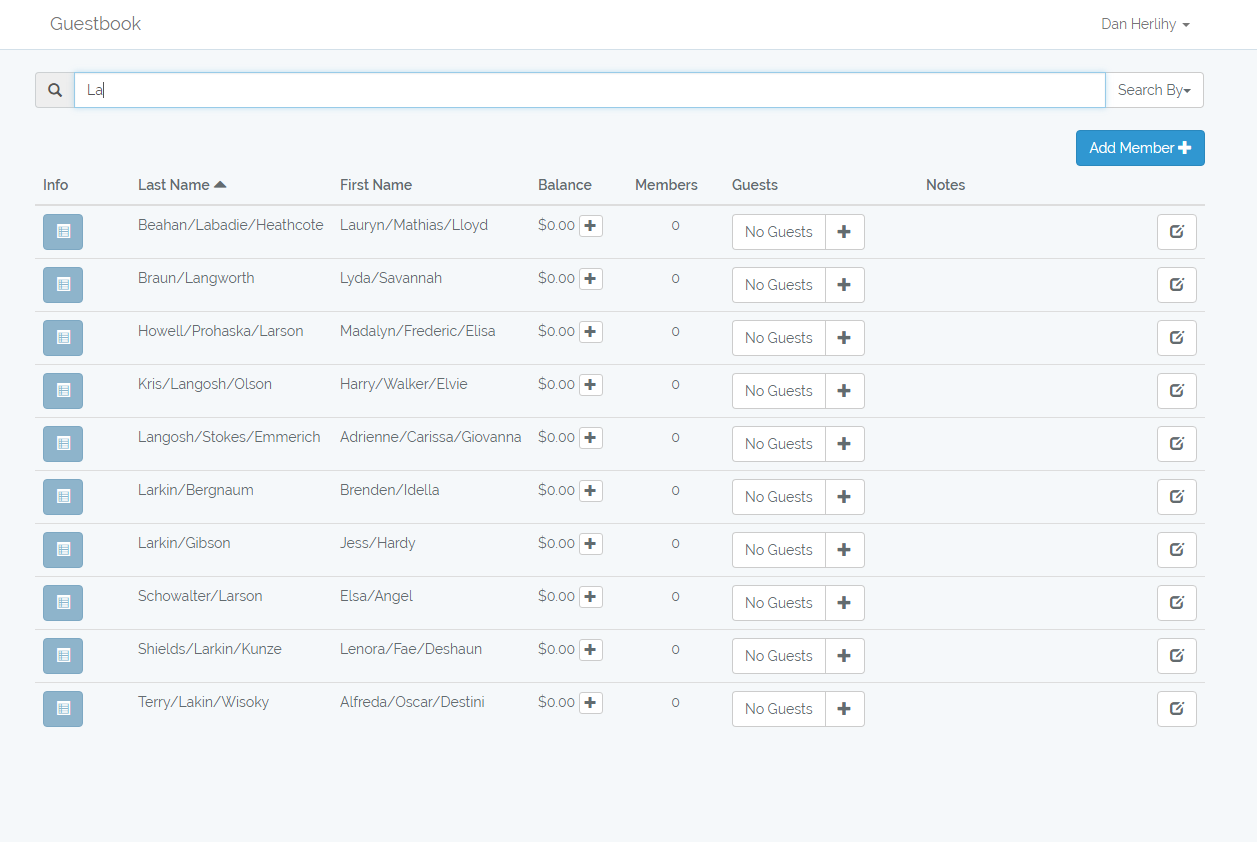 Guestbook Dan Herlihy
La Search By
Add Member
Info Last Name First Name Balance Members Guests Notes
Beahan/Labadie/Heathcote Lauryn/Mathias/Lloyd $0.00 0 No Guests
Braun/Langworth Lyda/Savannah $0.00 0 No Guests
Howell/Prohaska/Larson Madalyn/Frederic/Elisa $0.00 0 No Guests
Kris/Langosh/Olson Harry/Walker/Elvie $0.00 0 No Guests
Langosh/Stokes/Emmerich Adrienne/Carissa/Giovanna $0.00 0 No Guests
Larkin/Bergnaum Brenden/Idella $0.00 0 No Guests
Larkin/Gibson Jess/Hardy $0.00 0 No Guests
Schowalter/Larson Elsa/Angel $0.00 0 No Guests
Shields/Larkin/Kunze Lenora/Fae/Deshaun $0.00 0 No Guests
Terry/Lakin/Wisoky Alfreda/Oscar/Destini $0.00 0 No Guests